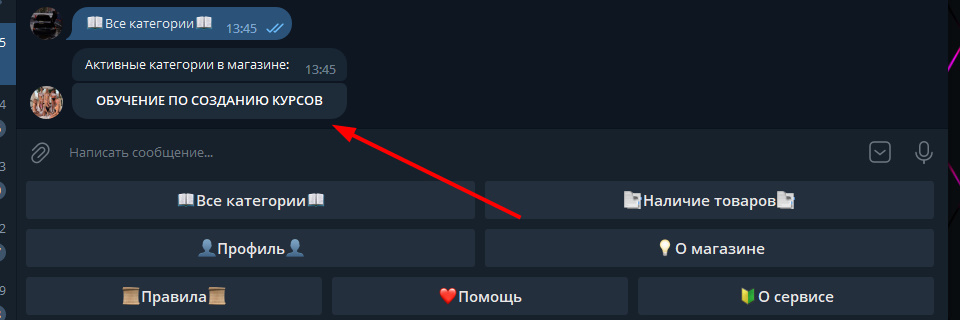 📖Все категории📖 13:45
5
Активные категории в магазине: 13:45
ОБУЧЕНИЕ ПО СОЗДАНИЮ КУРСОВ
4
Написать сообщение...
3
📖Все категории📖
Наличие товаров
2
👤Профиль👤
💡О магазине
9
📜Правила📜
❤️Помощь
🔰О сервисе